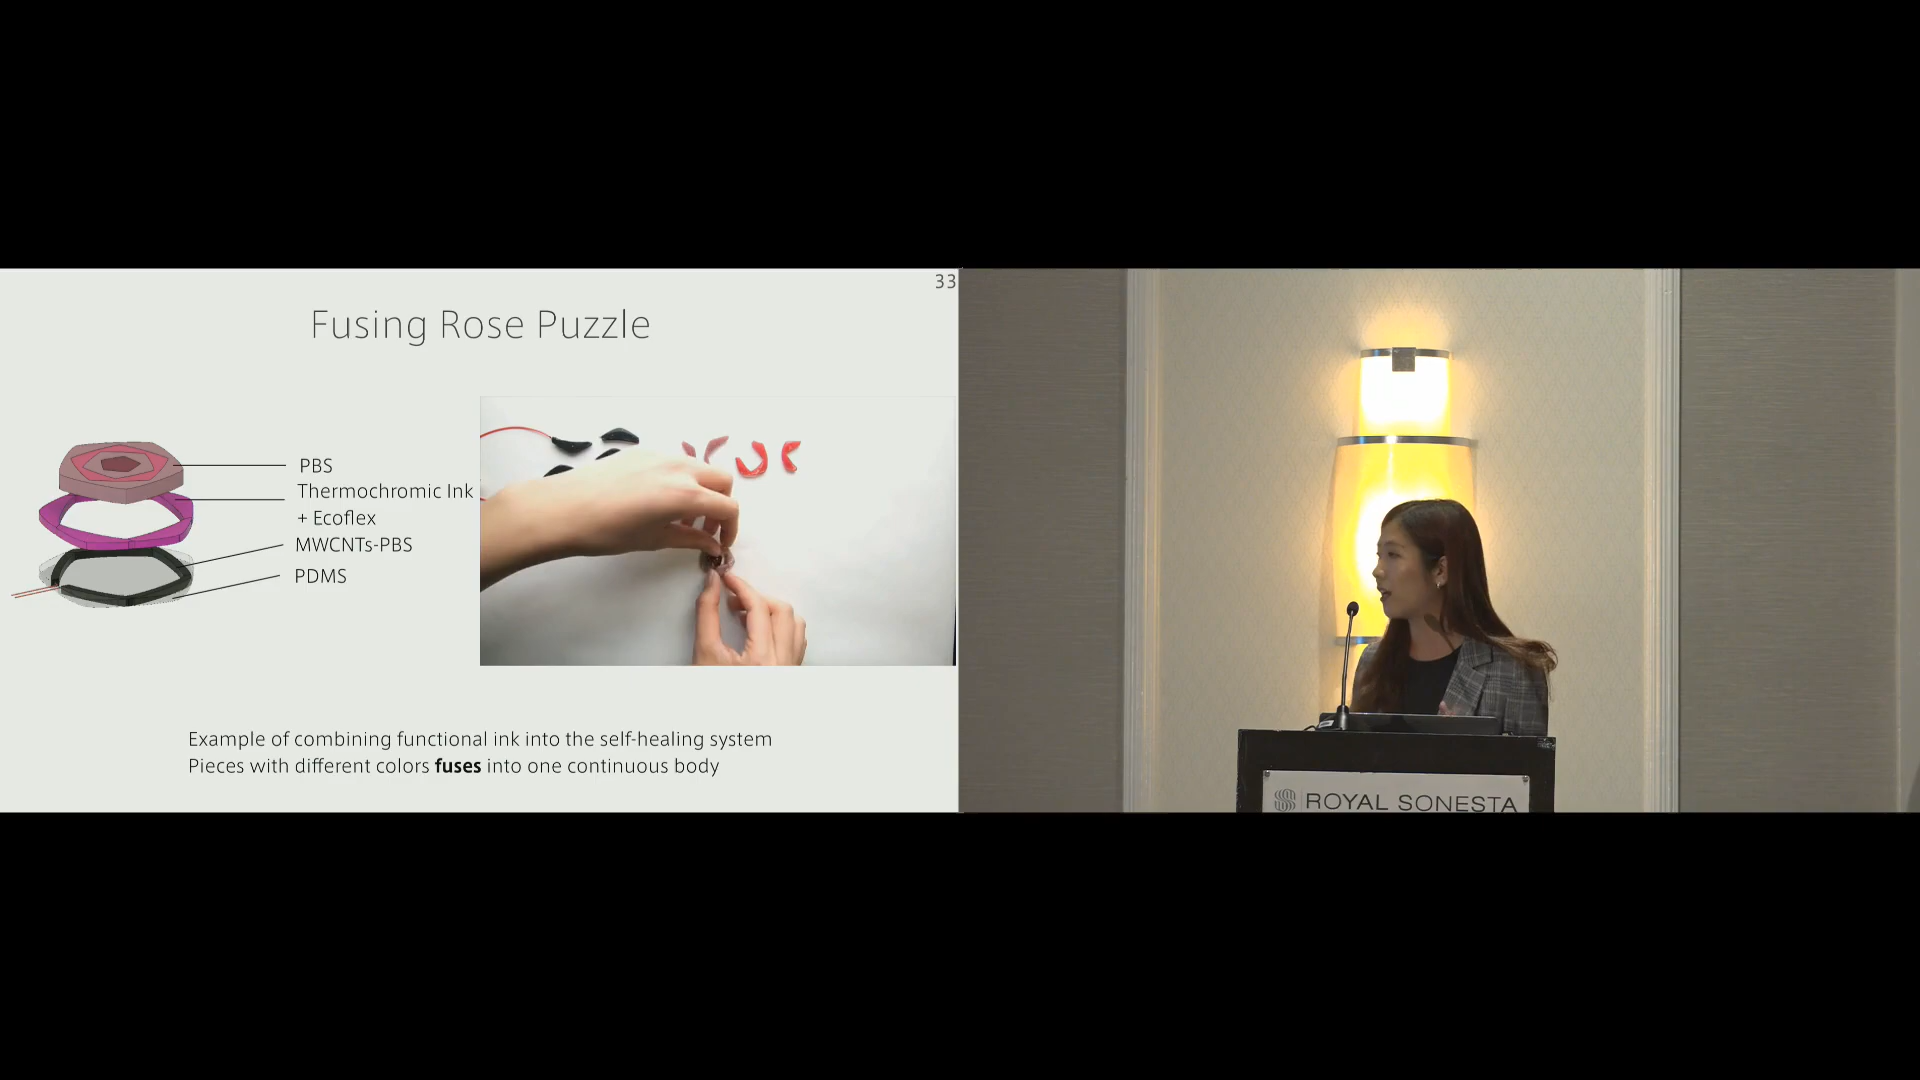 33
Fusing Rose Puzzle
PBS
Thermochromic Ink
+ Ecoflex
MWCNTs-PBS
PDMS
Example of combining functional ink into the self-healing system
Pieces with different colors fuses into one continuous body
ROYAL SONESTA